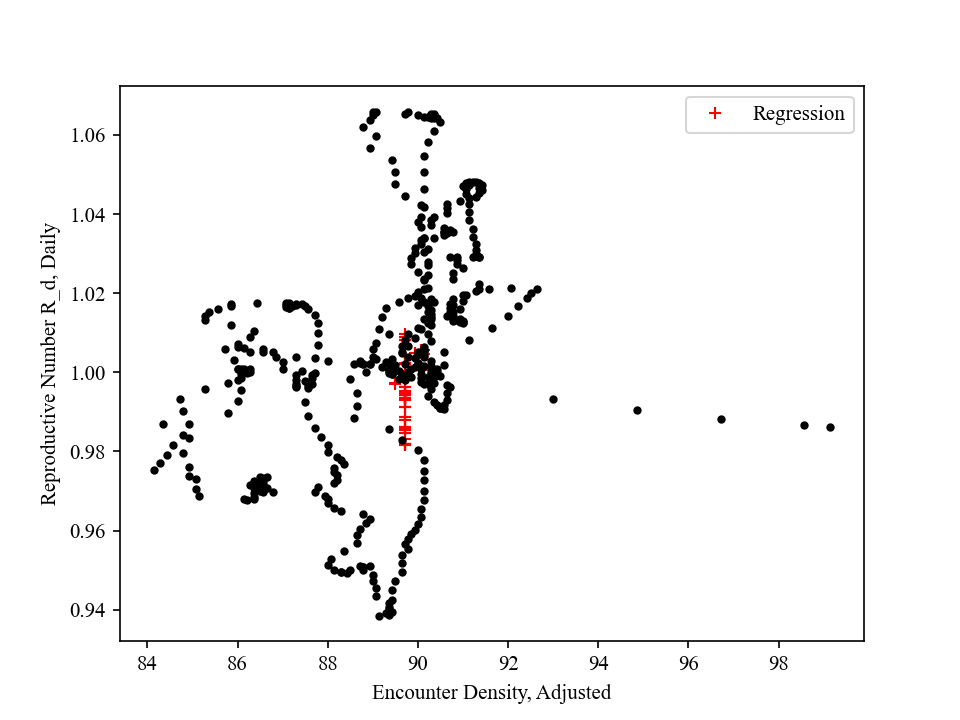 Regression
1.06
1.04
1.02
1.00
0.98
0.96
0.94
Reproductive Number R_d, Daily
84 86 88 90 92 94 96 98
Encounter Density, Adjusted